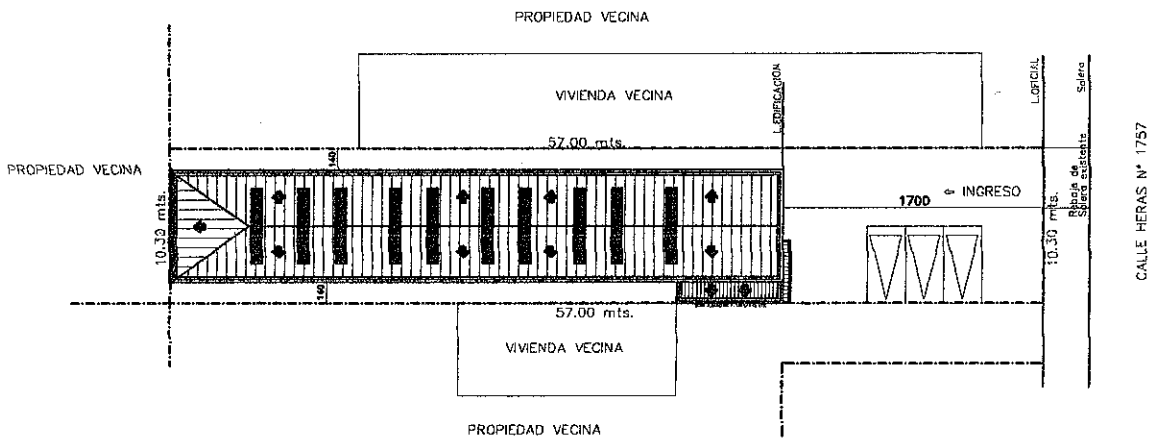 PROPIEDAD VECINA
VIVIENDA VECINA
L.EDIFICACION
L.OFICIAL
Solera
57.00 mts.
140
PROPIEDAD VECINA
10.30 mts.
INGRESO
1700
Rebaje de
Solera existente
10.30 mts.
CALLE HERAS N° 1757
140
57.00 mts.
VIVIENDA VECINA
PROPIEDAD VECINA